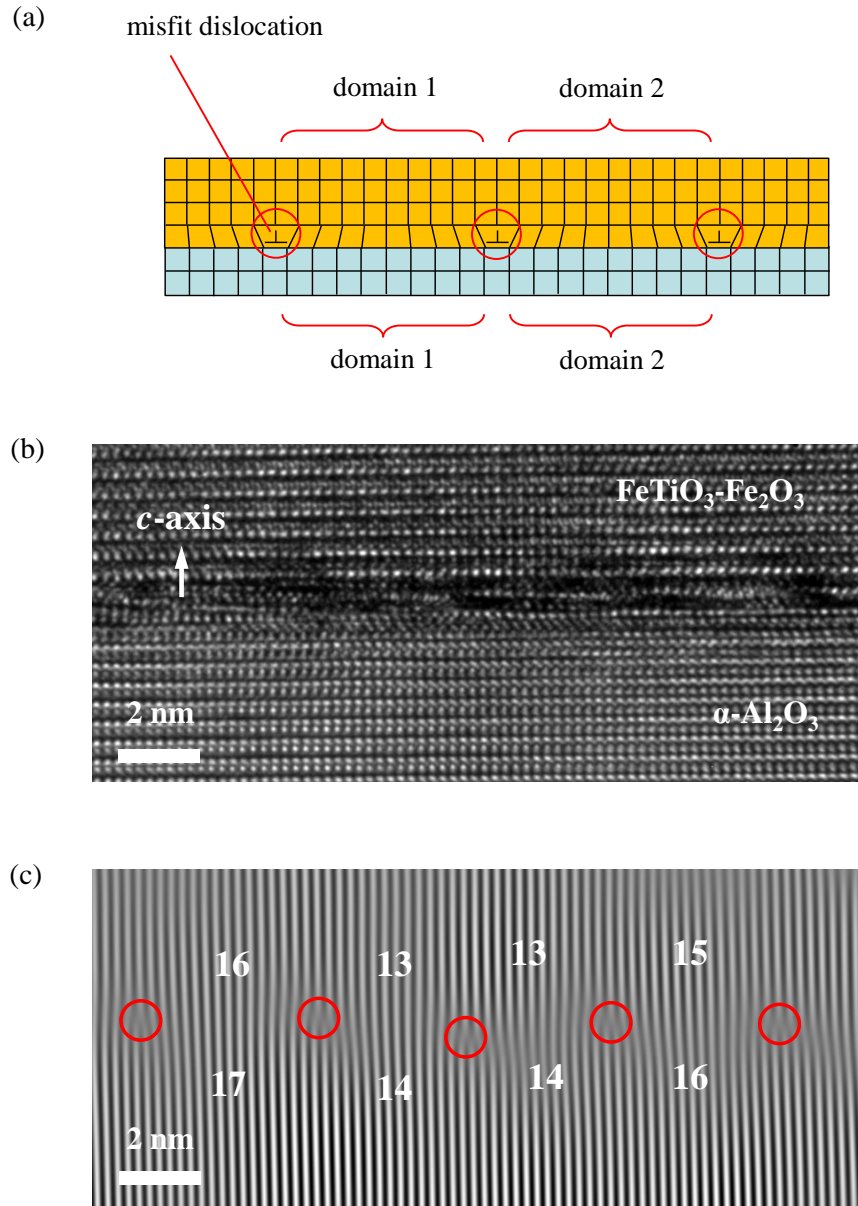 (a)
misfit dislocation
domain 1 domain 2
domain 1 domain 2
(b)
FeTiO₃-Fe₂O₃
c-axis
2 nm
α-Al₂O₃
(c)
16 13 13 15
17 14 14 16
2 nm